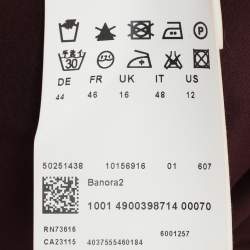 30
DE FR UK IT US
44 46 16 48 12
50251438 10156916 01 607
Banora2
1001 4900398714 00070
RN73616 6001257
CA23115 4037555460184